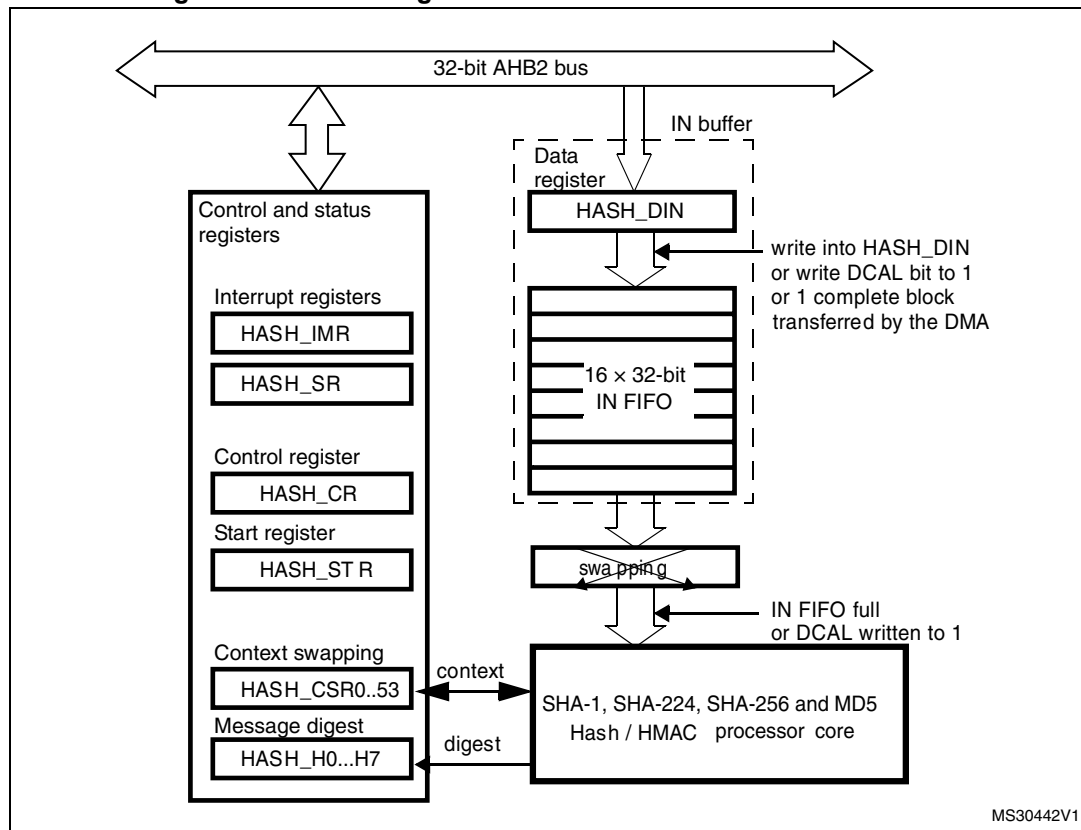 32-bit AHB2 bus
IN buffer
Data
register
HASH_DIN
write into HASH_DIN
or write DCAL bit to 1
or 1 complete block
transferred by the DMA
16 × 32-bit
IN FIFO
swapping
IN FIFO full
or DCAL written to 1
Control and status
registers
Interrupt registers
HASH_IMR
HASH_SR
Control register
HASH_CR
Start register
HASH_STR
Context swapping
HASH_CSR0..53
Message digest
HASH_H0...H7
context
digest
SHA-1, SHA-224, SHA-256 and MD5
Hash / HMAC processor core
MS30442V1